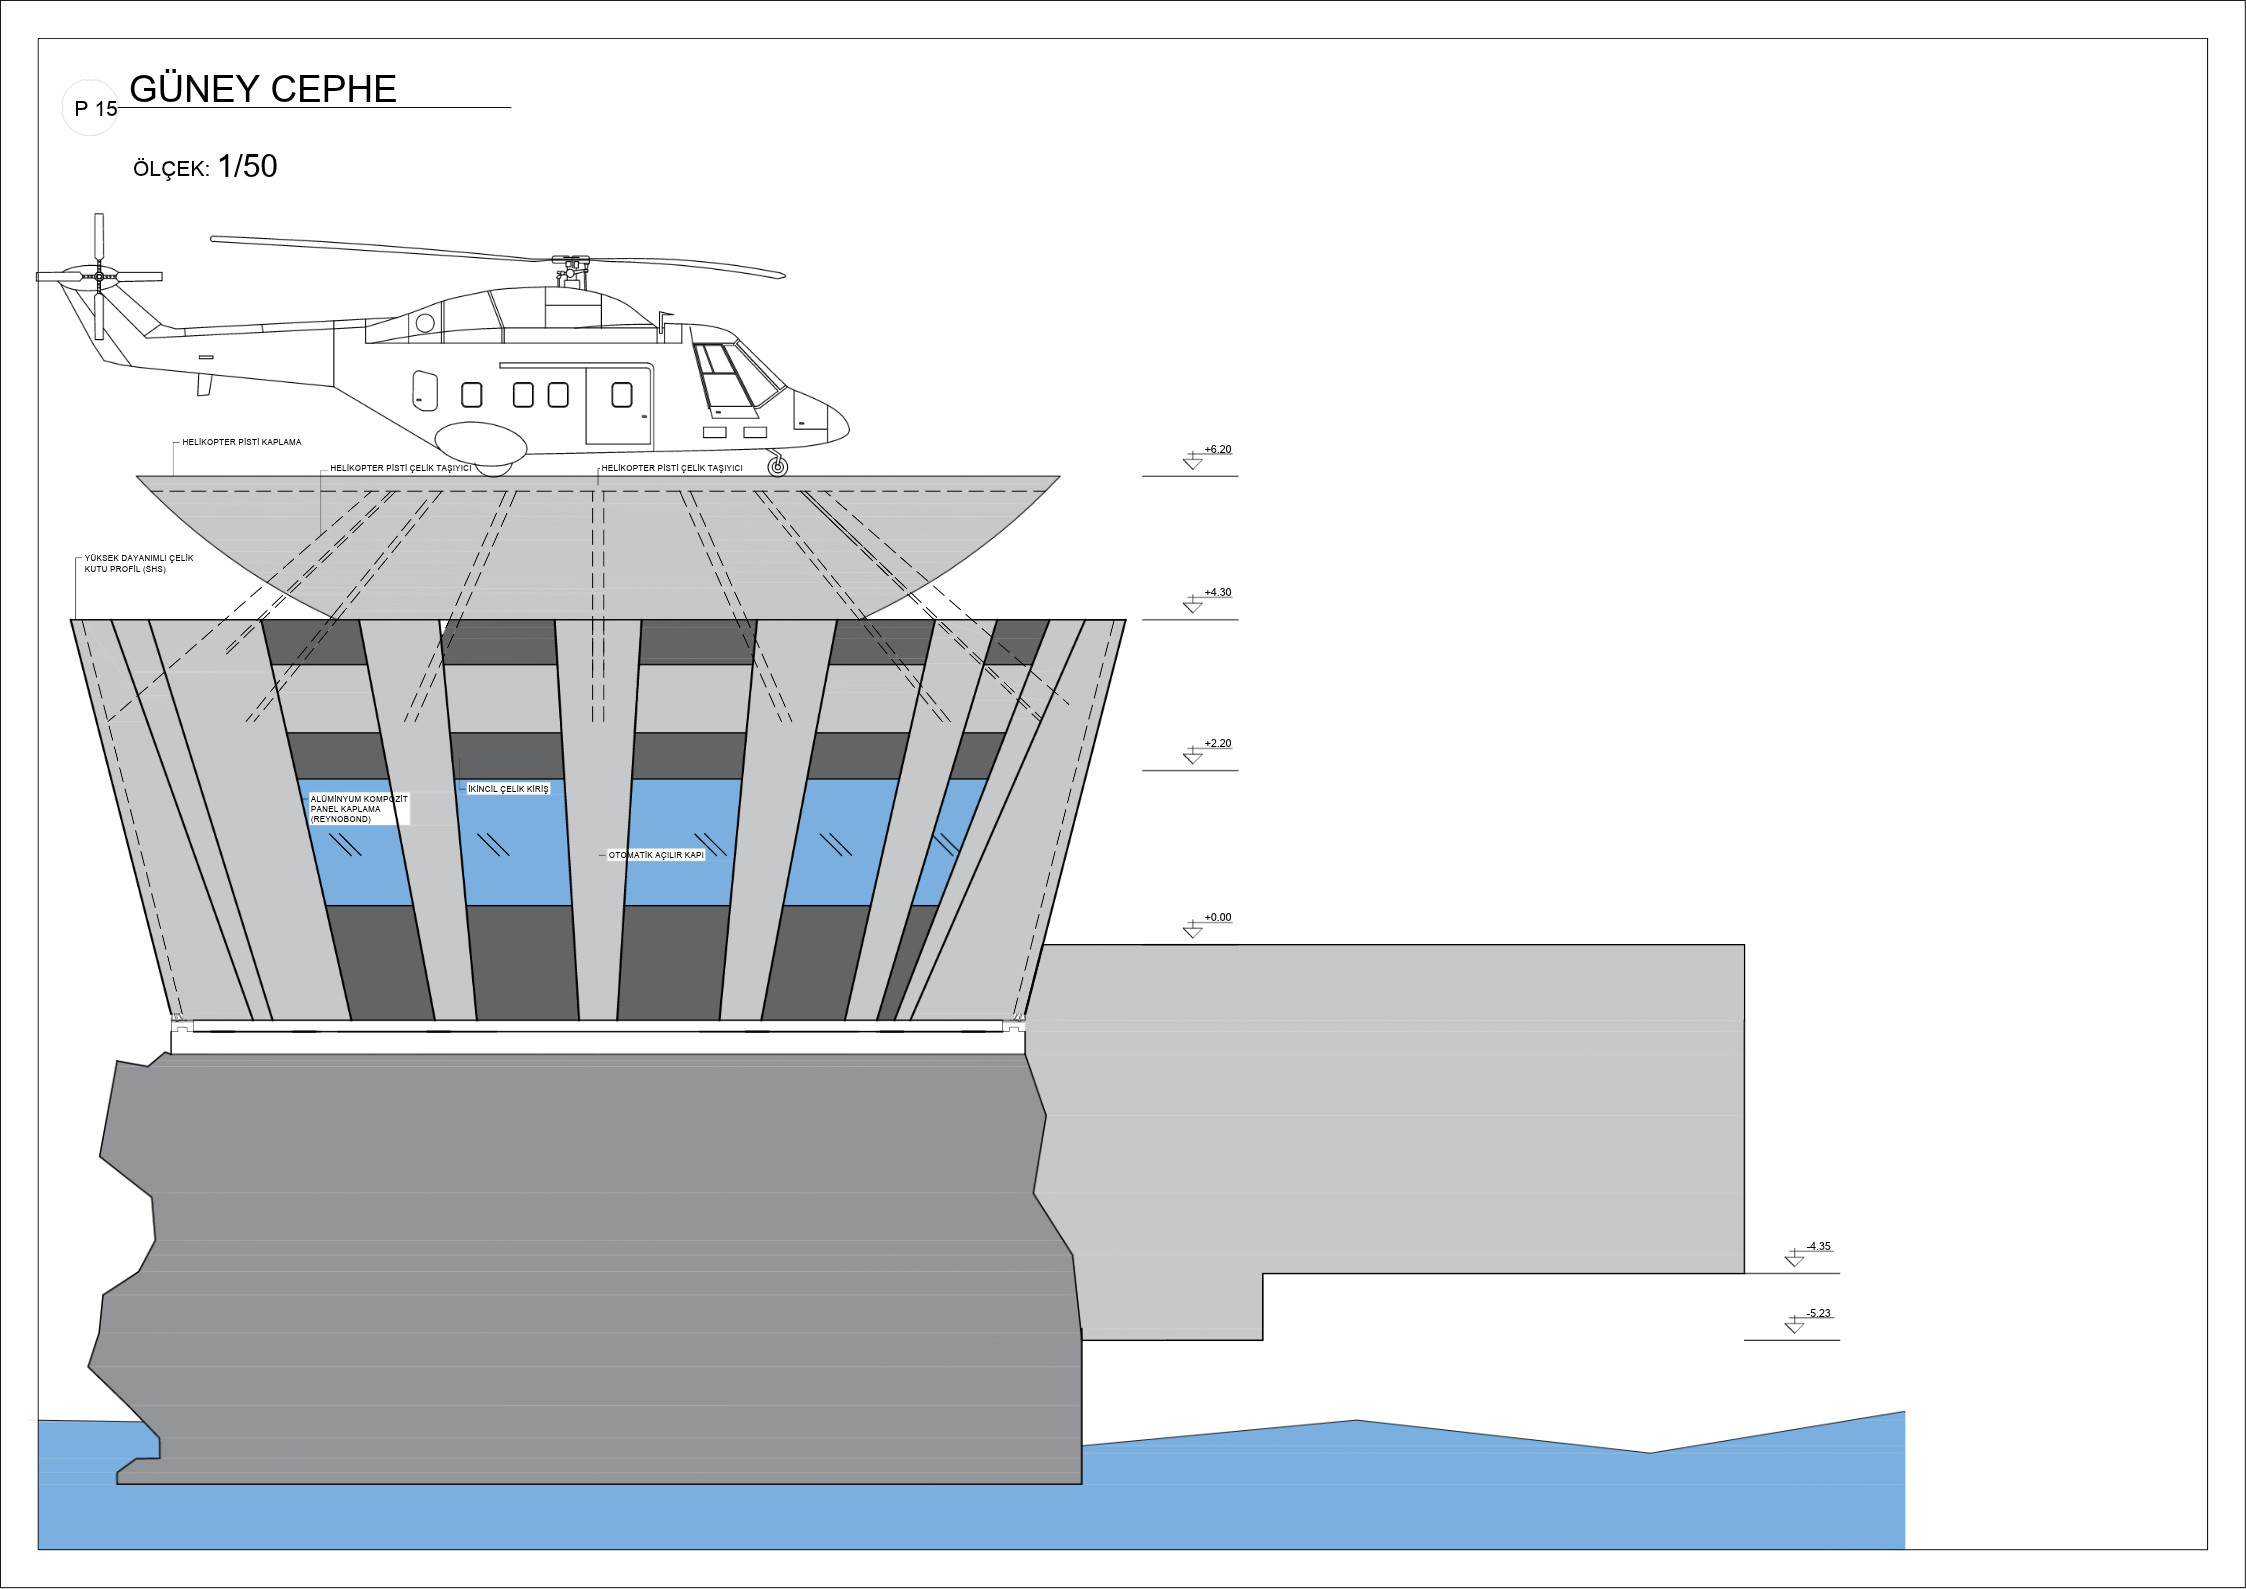 GÜNEY CEPHE
P 15
ÖLÇEK: 1/50
HELİKOPTER PİSTİ KAPLAMA
HELİKOPTER PİSTİ ÇELİK TAŞIYICI
HELİKOPTER PİSTİ ÇELİK TAŞIYICI
+6.20
YÜKSEK DAYANIMLI ÇELİK
KUTU PROFİL (SHS)
+4.30
+2.20
İKİNCİL ÇELİK KİRİŞ
ALÜMİNYUM KOMPOZİT
PANEL KAPLAMA
(REYNOBOND)
OTOMATİK AÇILIR KAPI
+0.00
-4.35
-5.23